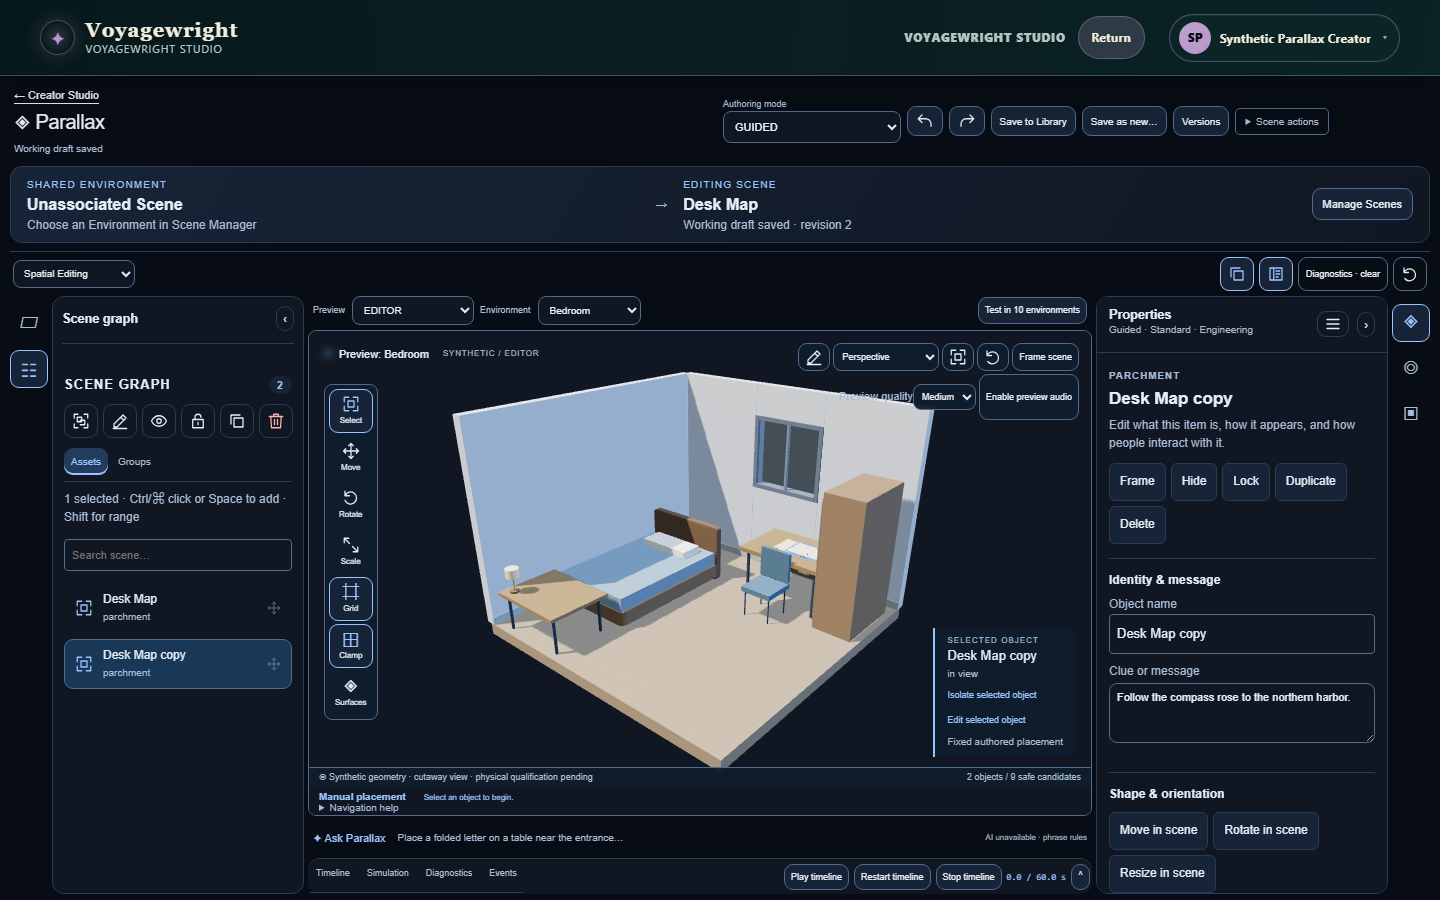 Voyagewright
VOYAGEWRIGHT STUDIO
VOYAGEWRIGHT STUDIO
Return
SP
Synthetic Parallax Creator
← Creator Studio
Parallax
Working draft saved
Authoring mode
GUIDED
Save to Library
Save as new...
Versions
Scene actions
SHARED ENVIRONMENT
Unassociated Scene
Choose an Environment in Scene Manager
→
EDITING SCENE
Desk Map
Working draft saved · revision 2
Manage Scenes
Spatial Editing
Diagnostics · clear
Scene graph
SCENE GRAPH
2
Assets
Groups
1 selected · Ctrl/⌘ click or Space to add ·
Shift for range
Search scene...
Desk Map
parchment
Desk Map copy
parchment
Preview
EDITOR
Environment
Bedroom
Test in 10 environments
Preview: Bedroom
SYNTHETIC / EDITOR
Perspective
Frame scene
Preview quality
Medium
Enable preview audio
Select
Move
Rotate
Scale
Grid
Clamp
Surfaces
SELECTED OBJECT
Desk Map copy
in view
Isolate selected object
Edit selected object
Fixed authored placement
Synthetic geometry · cutaway view · physical qualification pending
2 objects / 9 safe candidates
Manual placement
Select an object to begin.
Navigation help
Ask Parallax
Place a folded letter on a table near the entrance...
AI unavailable · phrase rules
Timeline
Simulation
Diagnostics
Events
Play timeline
Restart timeline
Stop timeline
0.0 / 60.0 s
Properties
Guided · Standard · Engineering
PARCHMENT
Desk Map copy
Edit what this item is, how it appears, and how
people interact with it.
Frame
Hide
Lock
Duplicate
Delete
Identity & message
Object name
Desk Map copy
Clue or message
Follow the compass rose to the northern harbor.
Shape & orientation
Move in scene
Rotate in scene
Resize in scene